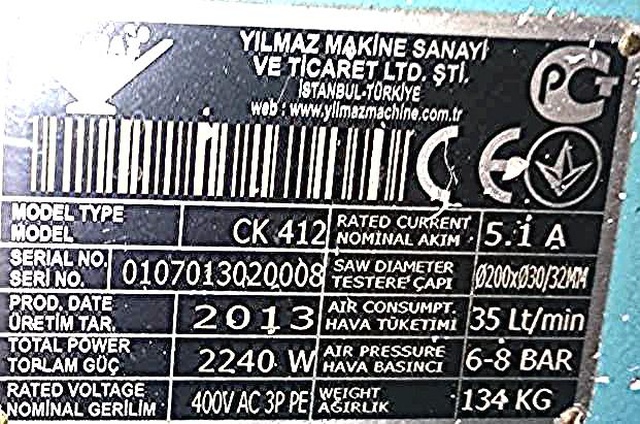 YILMAZ MAKİNE SANAYİ
VE TİCARET LTD. ŞTİ.
İSTANBUL-TÜRKİYE
web : www.yilmazmachine.com.tr
CE
MODEL TYPE
MODEL
CK 412
RATED CURRENT
NOMİNAL AKIM
5.1 A
SERIAL NO.
SERİ NO.
0107013020008
SAW DIAMETER
TESTERE ÇAPI
Ø200xØ30/32MM
PROD. DATE
ÜRETİM TAR.
2013
AIR CONSUMPT.
HAVA TÜKETİMİ
35 Lt/min
TOTAL POWER
TOPLAM GÜÇ
2240 W
AIR PRESSURE
HAVA BASINCI
6-8 BAR
RATED VOLTAGE
NOMİNAL GERİLİM
400V AC 3P PE
WEIGHT
AĞIRLIK
134 KG